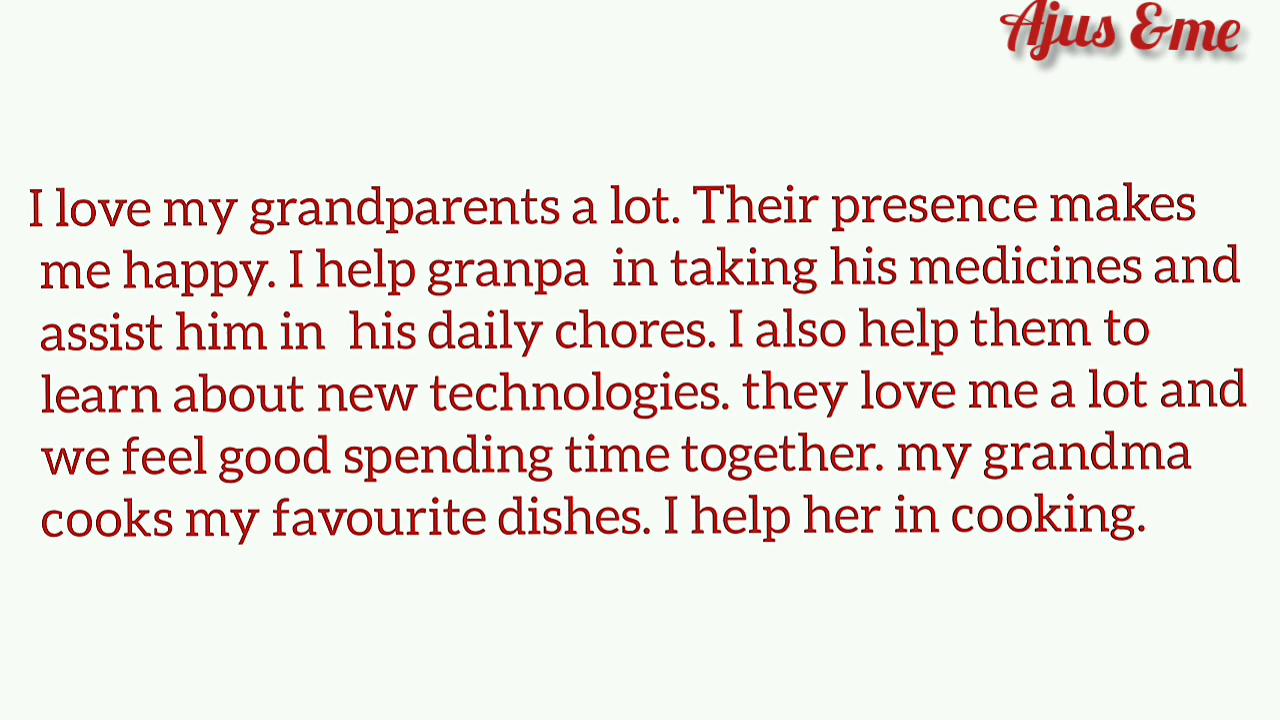 Ajus &me
I love my grandparents a lot. Their presence makes
me happy. I help granpa in taking his medicines and
assist him in his daily chores. I also help them to
learn about new technologies. they love me a lot and
we feel good spending time together. my grandma
cooks my favourite dishes. I help her in cooking.